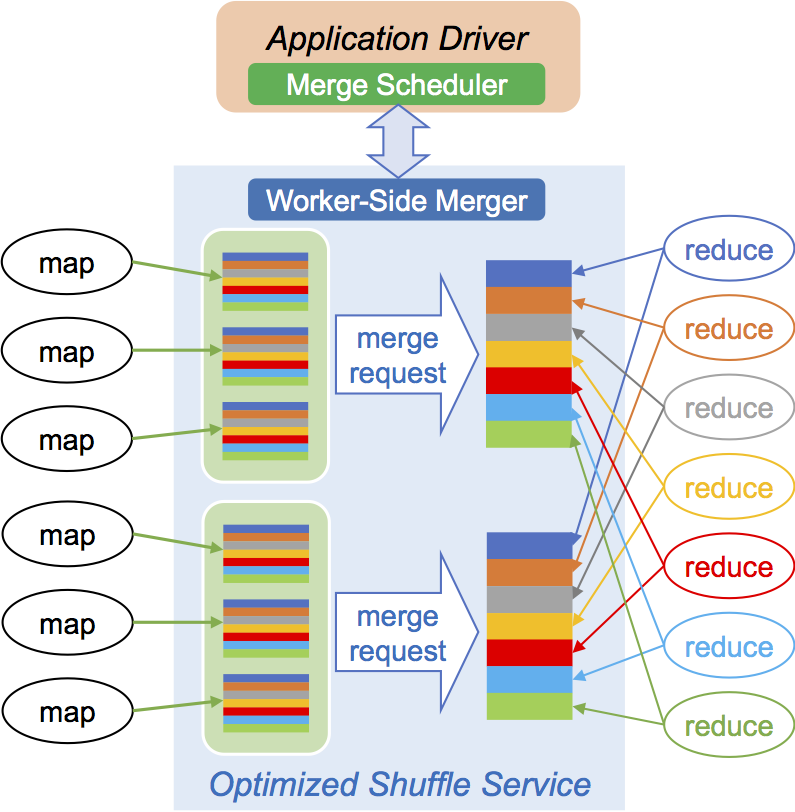 Application Driver
Merge Scheduler
Worker-Side Merger
map
map
map
map
map
map
merge
request
merge
request
reduce
reduce
reduce
reduce
reduce
reduce
reduce
Optimized Shuffle Service